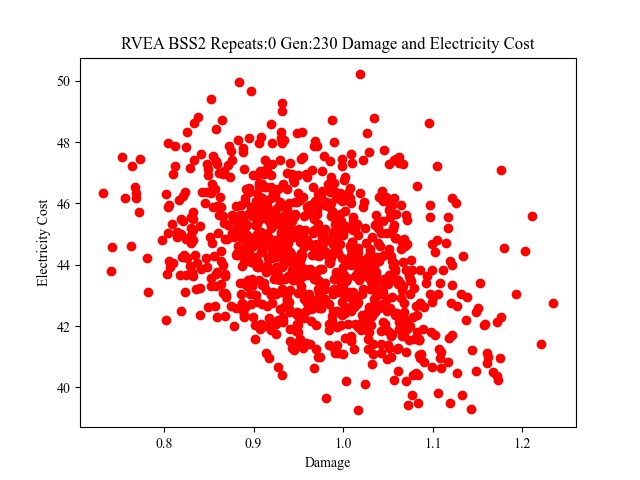 RVEA BSS2 Repeats:0 Gen:230 Damage and Electricity Cost
50
48
46
44
42
40
Electricity Cost
0.8 0.9 1.0 1.1 1.2
Damage